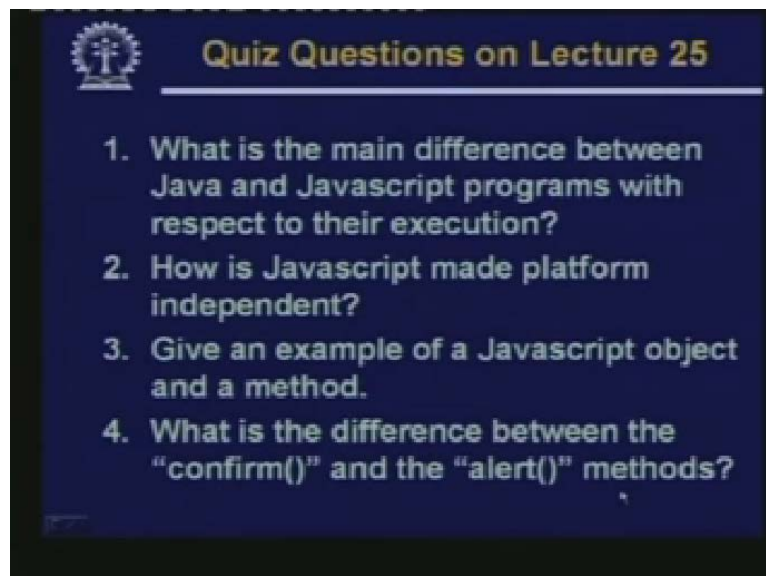 Quiz Questions on Lecture 25
1. What is the main difference between
Java and Javascript programs with
respect to their execution?
2. How is Javascript made platform
independent?
3. Give an example of a Javascript object
and a method.
4. What is the difference between the
“confirm()” and the “alert()” methods?